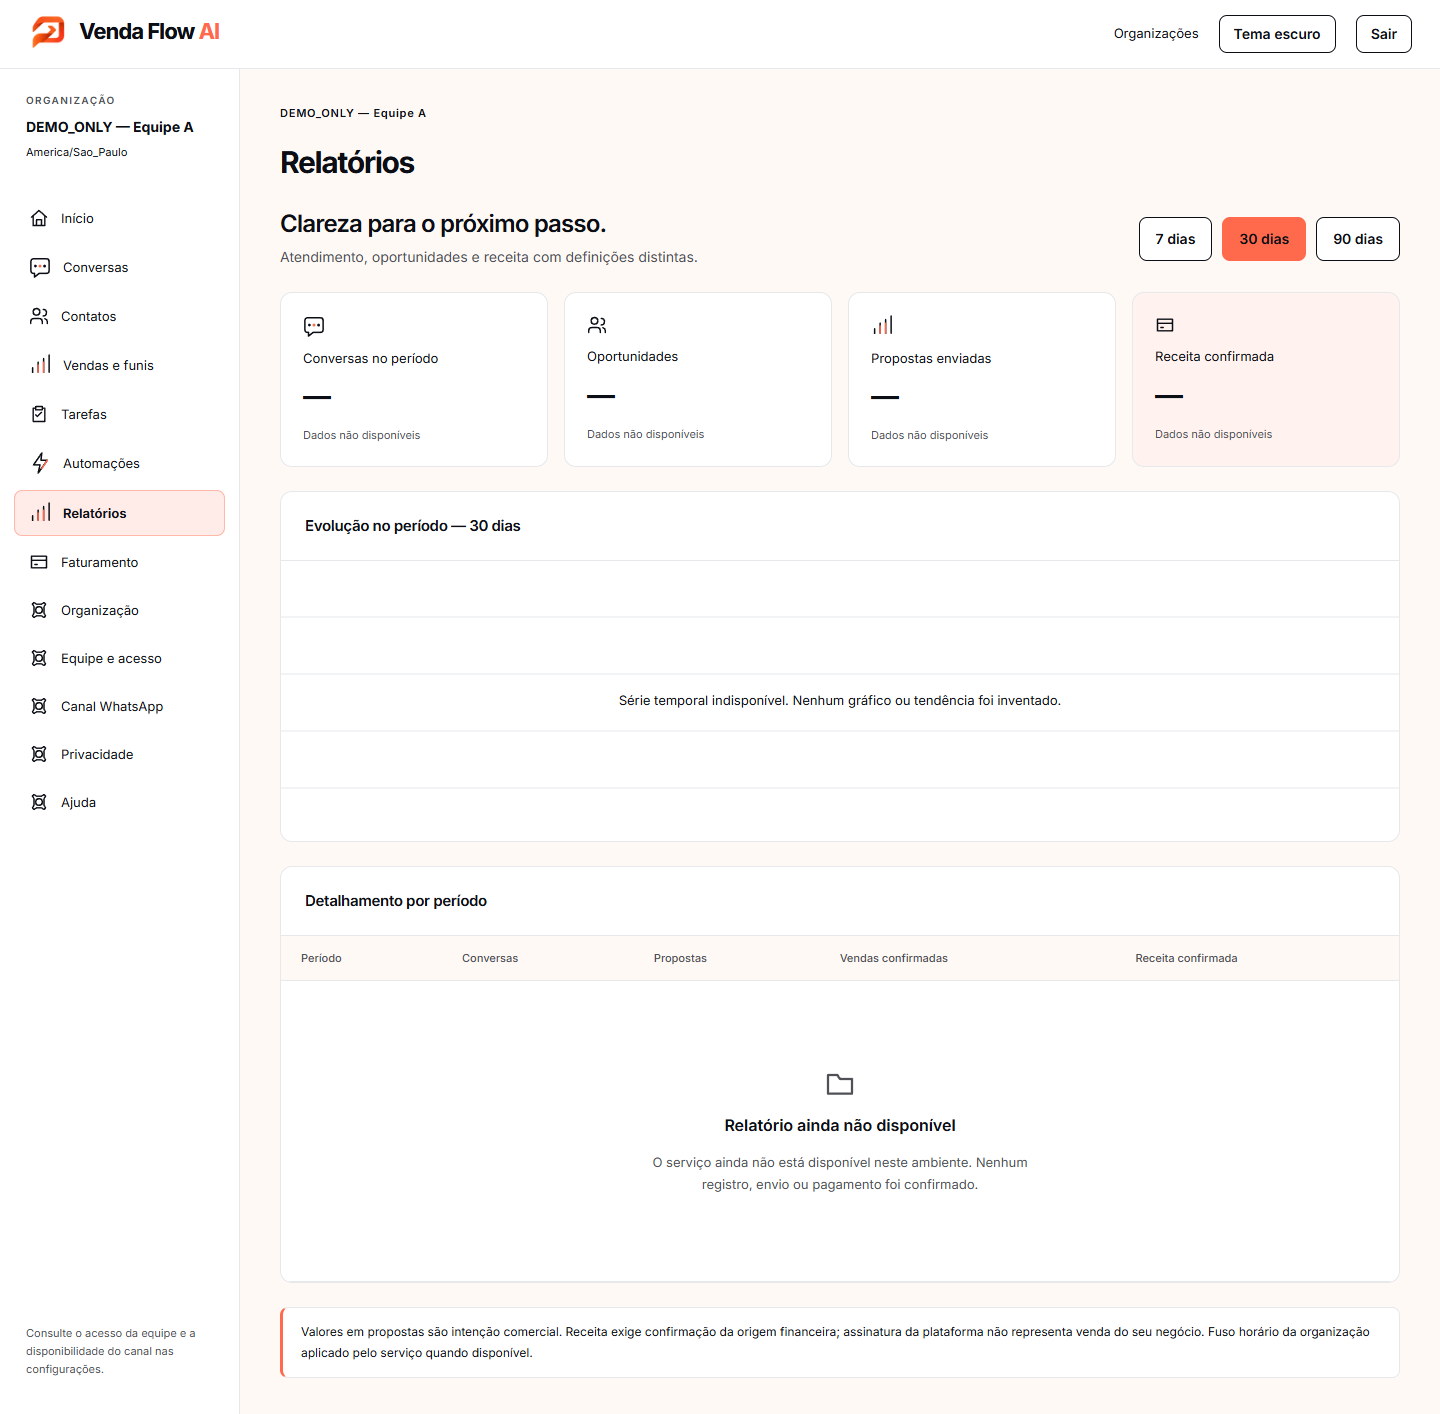 Venda Flow AI
Organizações
Tema escuro
Sair
ORGANIZAÇÃO
DEMO_ONLY — Equipe A
America/Sao_Paulo
Início
Conversas
Contatos
Vendas e funis
Tarefas
Automações
Relatórios
Faturamento
Organização
Equipe e acesso
Canal WhatsApp
Privacidade
Ajuda
Consulte o acesso da equipe e a
disponibilidade do canal nas
configurações.
DEMO_ONLY — Equipe A
Relatórios
Clareza para o próximo passo.
Atendimento, oportunidades e receita com definições distintas.
7 dias
30 dias
90 dias
Conversas no período
—
Dados não disponíveis
Oportunidades
—
Dados não disponíveis
Propostas enviadas
—
Dados não disponíveis
Receita confirmada
—
Dados não disponíveis
Evolução no período — 30 dias
Série temporal indisponível. Nenhum gráfico ou tendência foi inventado.
Detalhamento por período
Período
Conversas
Propostas
Vendas confirmadas
Receita confirmada
Relatório ainda não disponível
O serviço ainda não está disponível neste ambiente. Nenhum
registro, envio ou pagamento foi confirmado.
Valores em propostas são intenção comercial. Receita exige confirmação da origem financeira; assinatura da plataforma não representa venda do seu negócio. Fuso horário da organização
aplicado pelo serviço quando disponível.